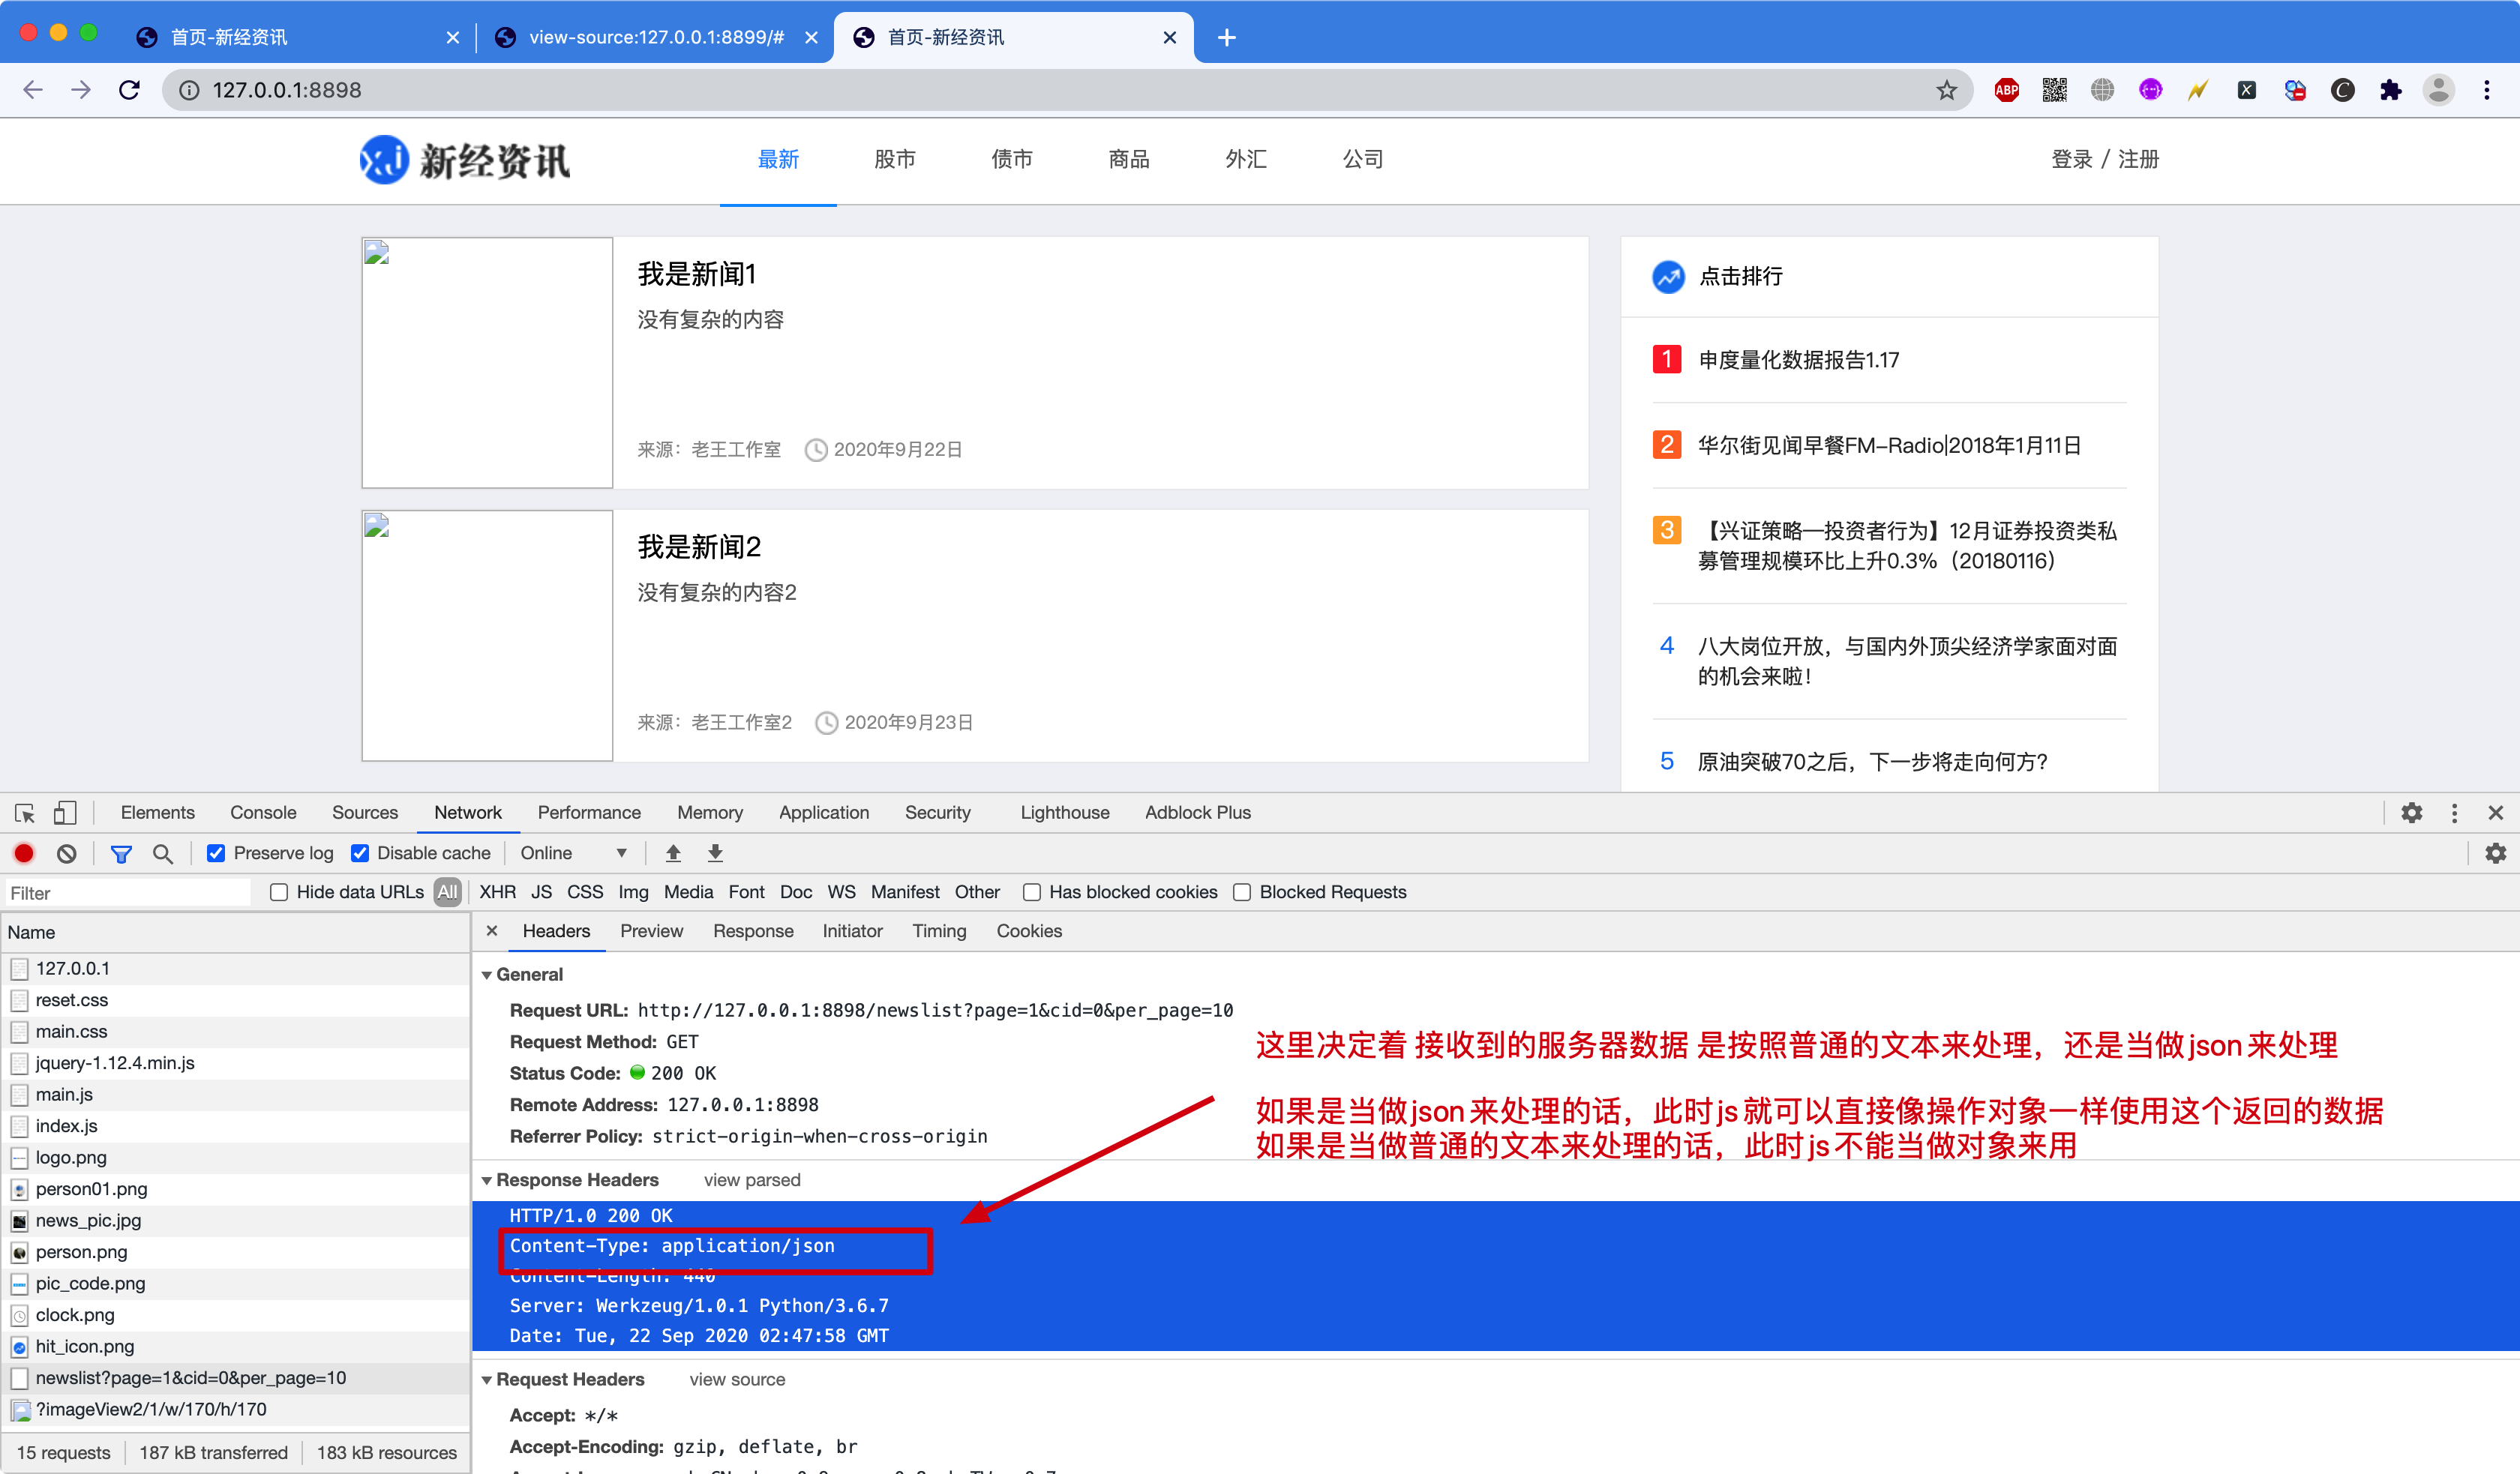 首页-新经资讯
view-source:127.0.0.1:8899/#
首页-新经资讯
127.0.0.1:8898
ABP
新经资讯
最新 股市 债市 商品 外汇 公司
登录 / 注册
我是新闻1
没有复杂的内容
来源：老王工作室 2020年9月22日
我是新闻2
没有复杂的内容2
来源：老王工作室2 2020年9月23日
点击排行
1 申度量化数据报告1.17
2 华尔街见闻早餐FM-Radio|2018年1月11日
3 【兴证策略—投资者行为】12月证券投资类私
募管理规模环比上升0.3%（20180116）
4 八大岗位开放，与国内外顶尖经济学家面对面
的机会来啦！
5 原油突破70之后，下一步将走向何方？
Elements Console Sources Network Performance Memory Application Security Lighthouse Adblock Plus
Preserve log Disable cache Online
Filter Hide data URLs All XHR JS CSS Img Media Font Doc WS Manifest Other Has blocked cookies Blocked Requests
Name
127.0.0.1
reset.css
main.css
jquery-1.12.4.min.js
main.js
index.js
logo.png
person01.png
news_pic.jpg
person.png
pic_code.png
clock.png
hit_icon.png
newslist?page=1&cid=0&per_page=10
?imageView2/1/w/170/h/170
15 requests 187 kB transferred 183 kB resources
Headers Preview Response Initiator Timing Cookies
General
Request URL: http://127.0.0.1:8898/newslist?page=1&cid=0&per_page=10
Request Method: GET
Status Code: 200 OK
Remote Address: 127.0.0.1:8898
Referrer Policy: strict-origin-when-cross-origin
这里决定着 接收到的服务器数据 是按照普通的文本来处理，还是当做json来处理
如果是当做json来处理的话，此时js就可以直接像操作对象一样使用这个返回的数据
如果是当做普通的文本来处理的话，此时js不能当做对象来用
Response Headers view parsed
HTTP/1.0 200 OK
Content-Type: application/json
Content-Length: 440
Server: Werkzeug/1.0.1 Python/3.6.7
Date: Tue, 22 Sep 2020 02:47:58 GMT
Request Headers view source
Accept: */*
Accept-Encoding: gzip, deflate, br